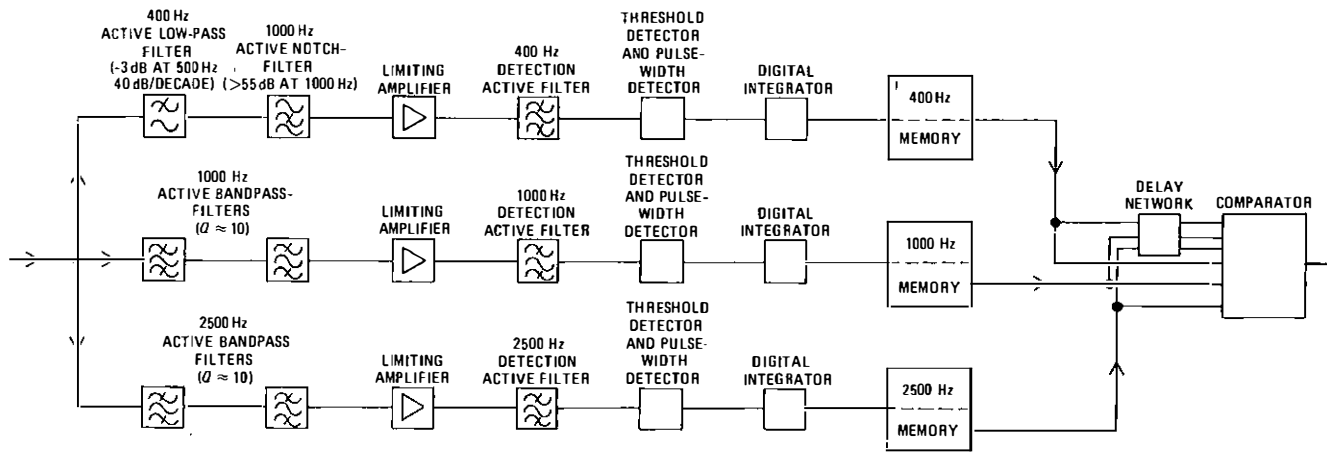 400 Hz
ACTIVE LOW-PASS
FILTER
(-3 dB AT 500 Hz
40 dB/DECADE)
1000 Hz
ACTIVE NOTCH-
FILTER
(>55 dB AT 1000 Hz)
LIMITING
AMPLIFIER
400 Hz
DETECTION
ACTIVE FILTER
THRESHOLD
DETECTOR
AND PULSE-
WIDTH
DETECTOR
DIGITAL
INTEGRATOR
400 Hz
MEMORY
1000 Hz
ACTIVE BANDPASS-
FILTERS
(Q ≈ 10)
LIMITING
AMPLIFIER
1000 Hz
DETECTION
ACTIVE FILTER
THRESHOLD
DETECTOR
AND PULSE-
WIDTH
DETECTOR
DIGITAL
INTEGRATOR
1000 Hz
MEMORY
DELAY
NETWORK
COMPARATOR
2500 Hz
ACTIVE BANDPASS
FILTERS
(Q ≈ 10)
LIMITING
AMPLIFIER
2500 Hz
DETECTION
ACTIVE FILTER
THRESHOLD
DETECTOR
AND PULSE-
WIDTH
DETECTOR
DIGITAL
INTEGRATOR
2500 Hz
MEMORY